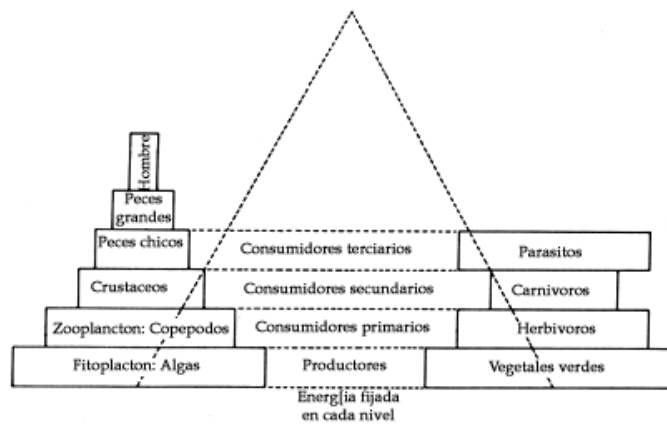 Hombre
Peces
grandes
Peces chicos
Consumidores terciarios
Parasitos
Crustaceos
Consumidores secundarios
Carnivoros
Zooplancton: Copepodos
Consumidores primarios
Herbivoros
Fitoplacton: Algas
Productores
Vegetales verdes
Energ[ia fijada
en cada nivel